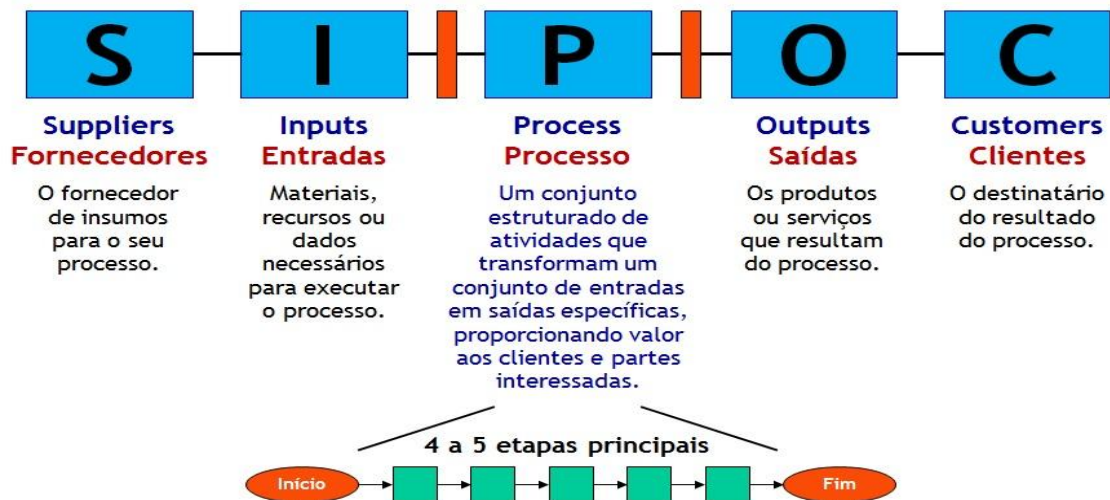 S I P O C
Suppliers
Fornecedores
O fornecedor
de insumos
para o seu
processo.
Inputs
Entradas
Materiais,
recursos ou
dados
necessários
para executar
o processo.
Process
Processo
Um conjunto
estruturado de
atividades que
transformam um
conjunto de entradas
em saídas específicas,
proporcionando valor
aos clientes e partes
interessadas.
Outputs
Saídas
Os produtos
ou serviços
que resultam
do processo.
Customers
Clientes
O destinatário
do resultado
do processo.
4 a 5 etapas principais
Início
Fim